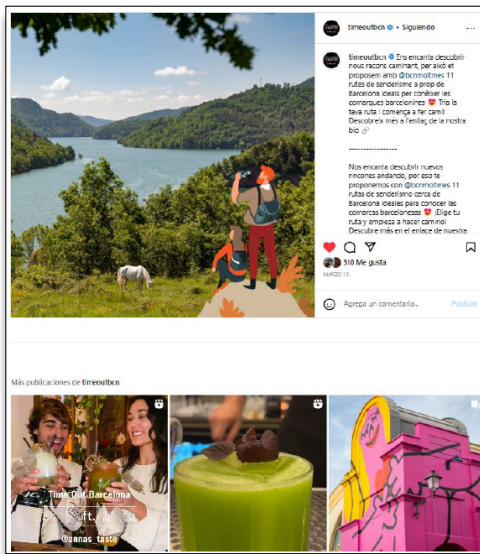 timeoutbcn • Siguiendo
timeoutbcn Ens encanta descobrir
nous racons caminant, per això et
proposem amb @bcnmoltmes 11
rutes de senderisme a prop de
Barcelona ideals per conèixer les
comarques barcelonines Tria la
teva ruta i comença a fer camí!
Descobreix més a l'enllaç de la nostra
bio
----------------
Nos encanta descubrir nuevos
rincones andando, por eso te
proponemos con @bcnmoltmes 11
rutas de senderismo cerca de
Barcelona ideales para conocer las
comarcas barcelonesas ¡Elige tu
ruta y empieza a hacer camino!
Descubre más en el enlace de nuestra
310 Me gusta
MARZO 15
Agrega un comentario...
Publicar
Más publicaciones de timeoutbcn
Time Out Barcelona
ft.
@annas_taste